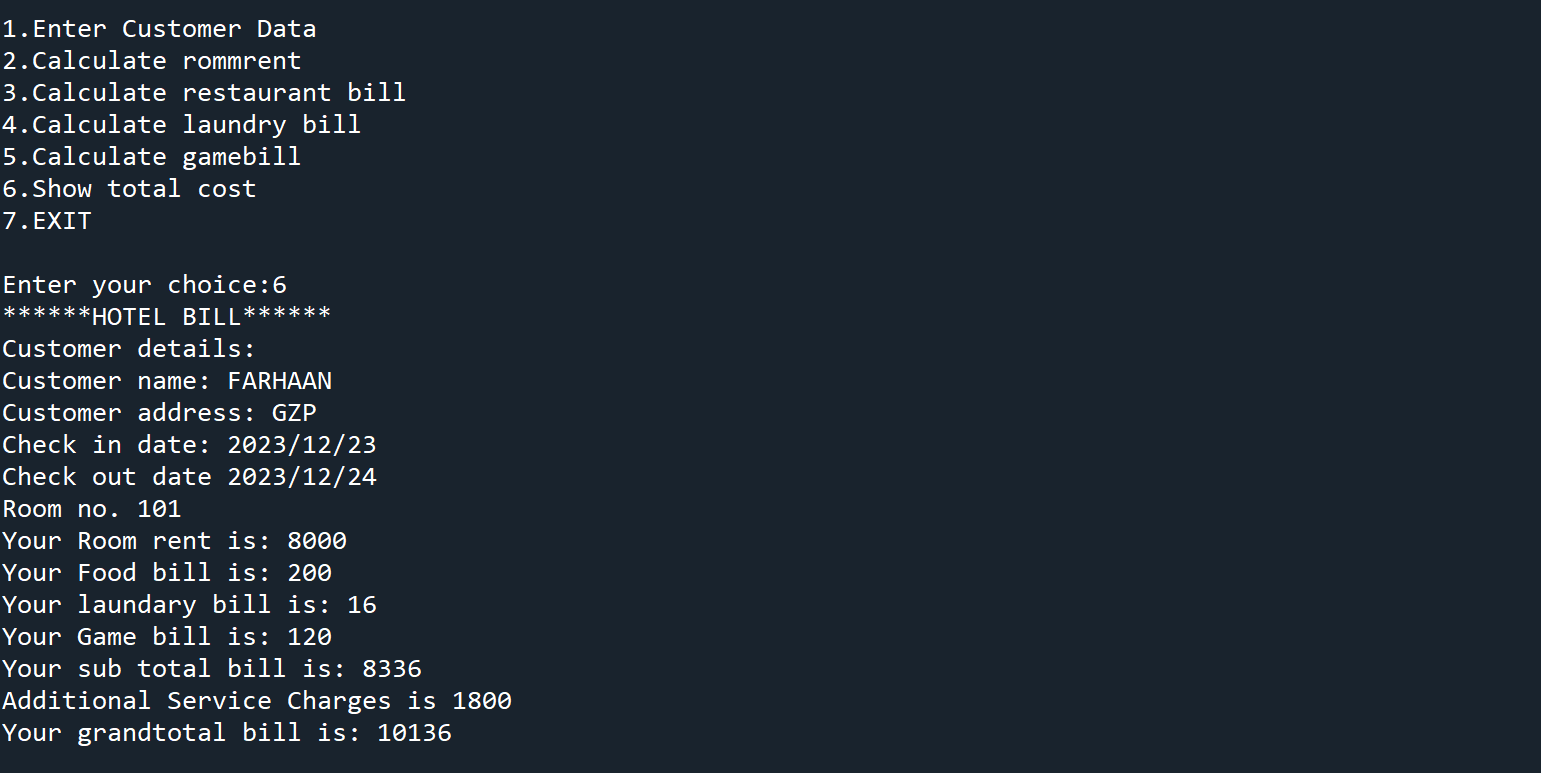 1.Enter Customer Data
2.Calculate rommrent
3.Calculate restaurant bill
4.Calculate laundry bill
5.Calculate gamebill
6.Show total cost
7.EXIT
Enter your choice:6
******HOTEL BILL******
Customer details:
Customer name: FARHAAN
Customer address: GZP
Check in date: 2023/12/23
Check out date 2023/12/24
Room no. 101
Your Room rent is: 8000
Your Food bill is: 200
Your laundary bill is: 16
Your Game bill is: 120
Your sub total bill is: 8336
Additional Service Charges is 1800
Your grandtotal bill is: 10136